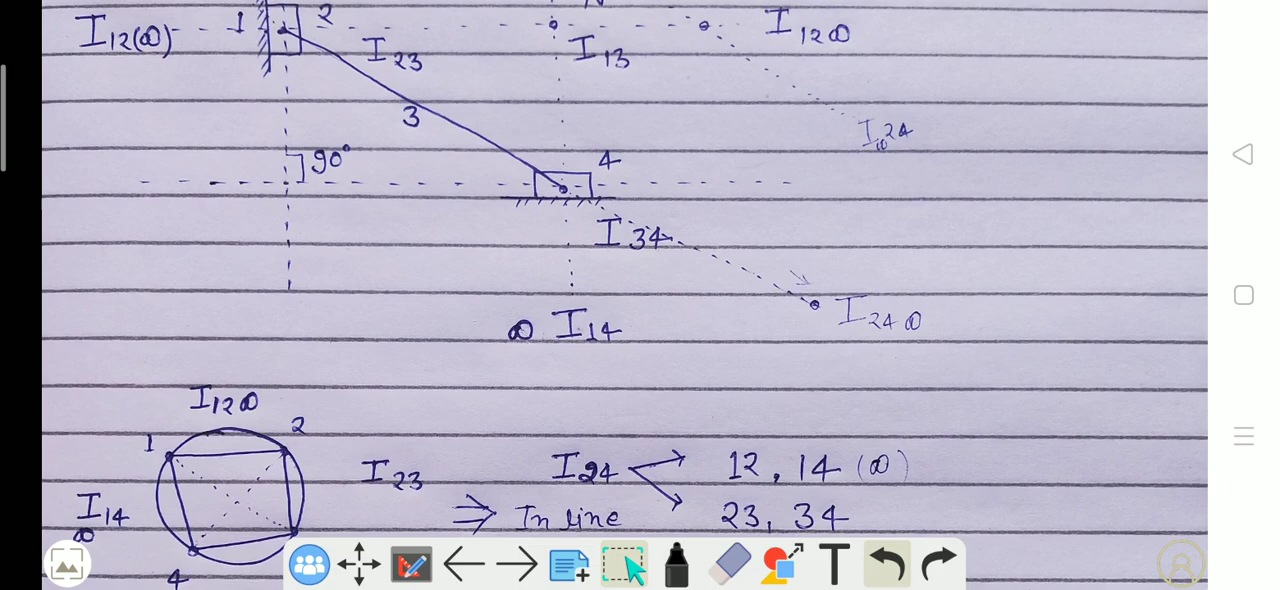 1 2
I12(∞) I23 I13 I12∞
3 I∞24
90° 4
I34
I24∞
∞ I14
I12∞
1 2
I23 I24 12, 14 (∞)
I14 ⇒ In line 23, 34
∞
4
T